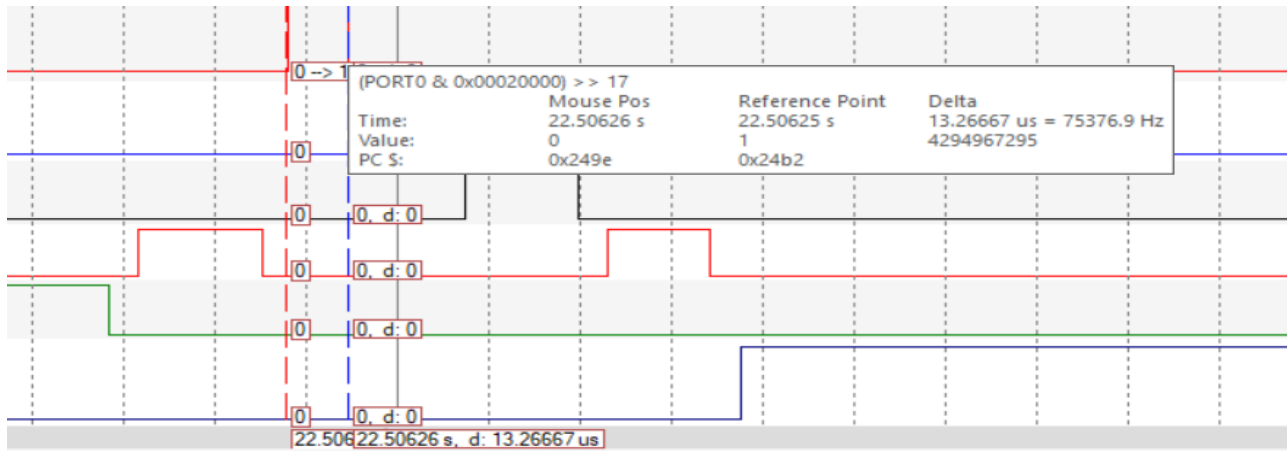 0 --> 1
(PORT0 & 0x00020000) >> 17
Mouse Pos Reference Point Delta
Time: 22.50626 s 22.50625 s 13.26667 us = 75376.9 Hz
Value: 0 1 4294967295
PC $: 0x249e 0x24b2
0
0 0, d: 0
0 0, d: 0
0 0, d: 0
0 0, d: 0
22.506 22.50626 s, d: 13.26667 us